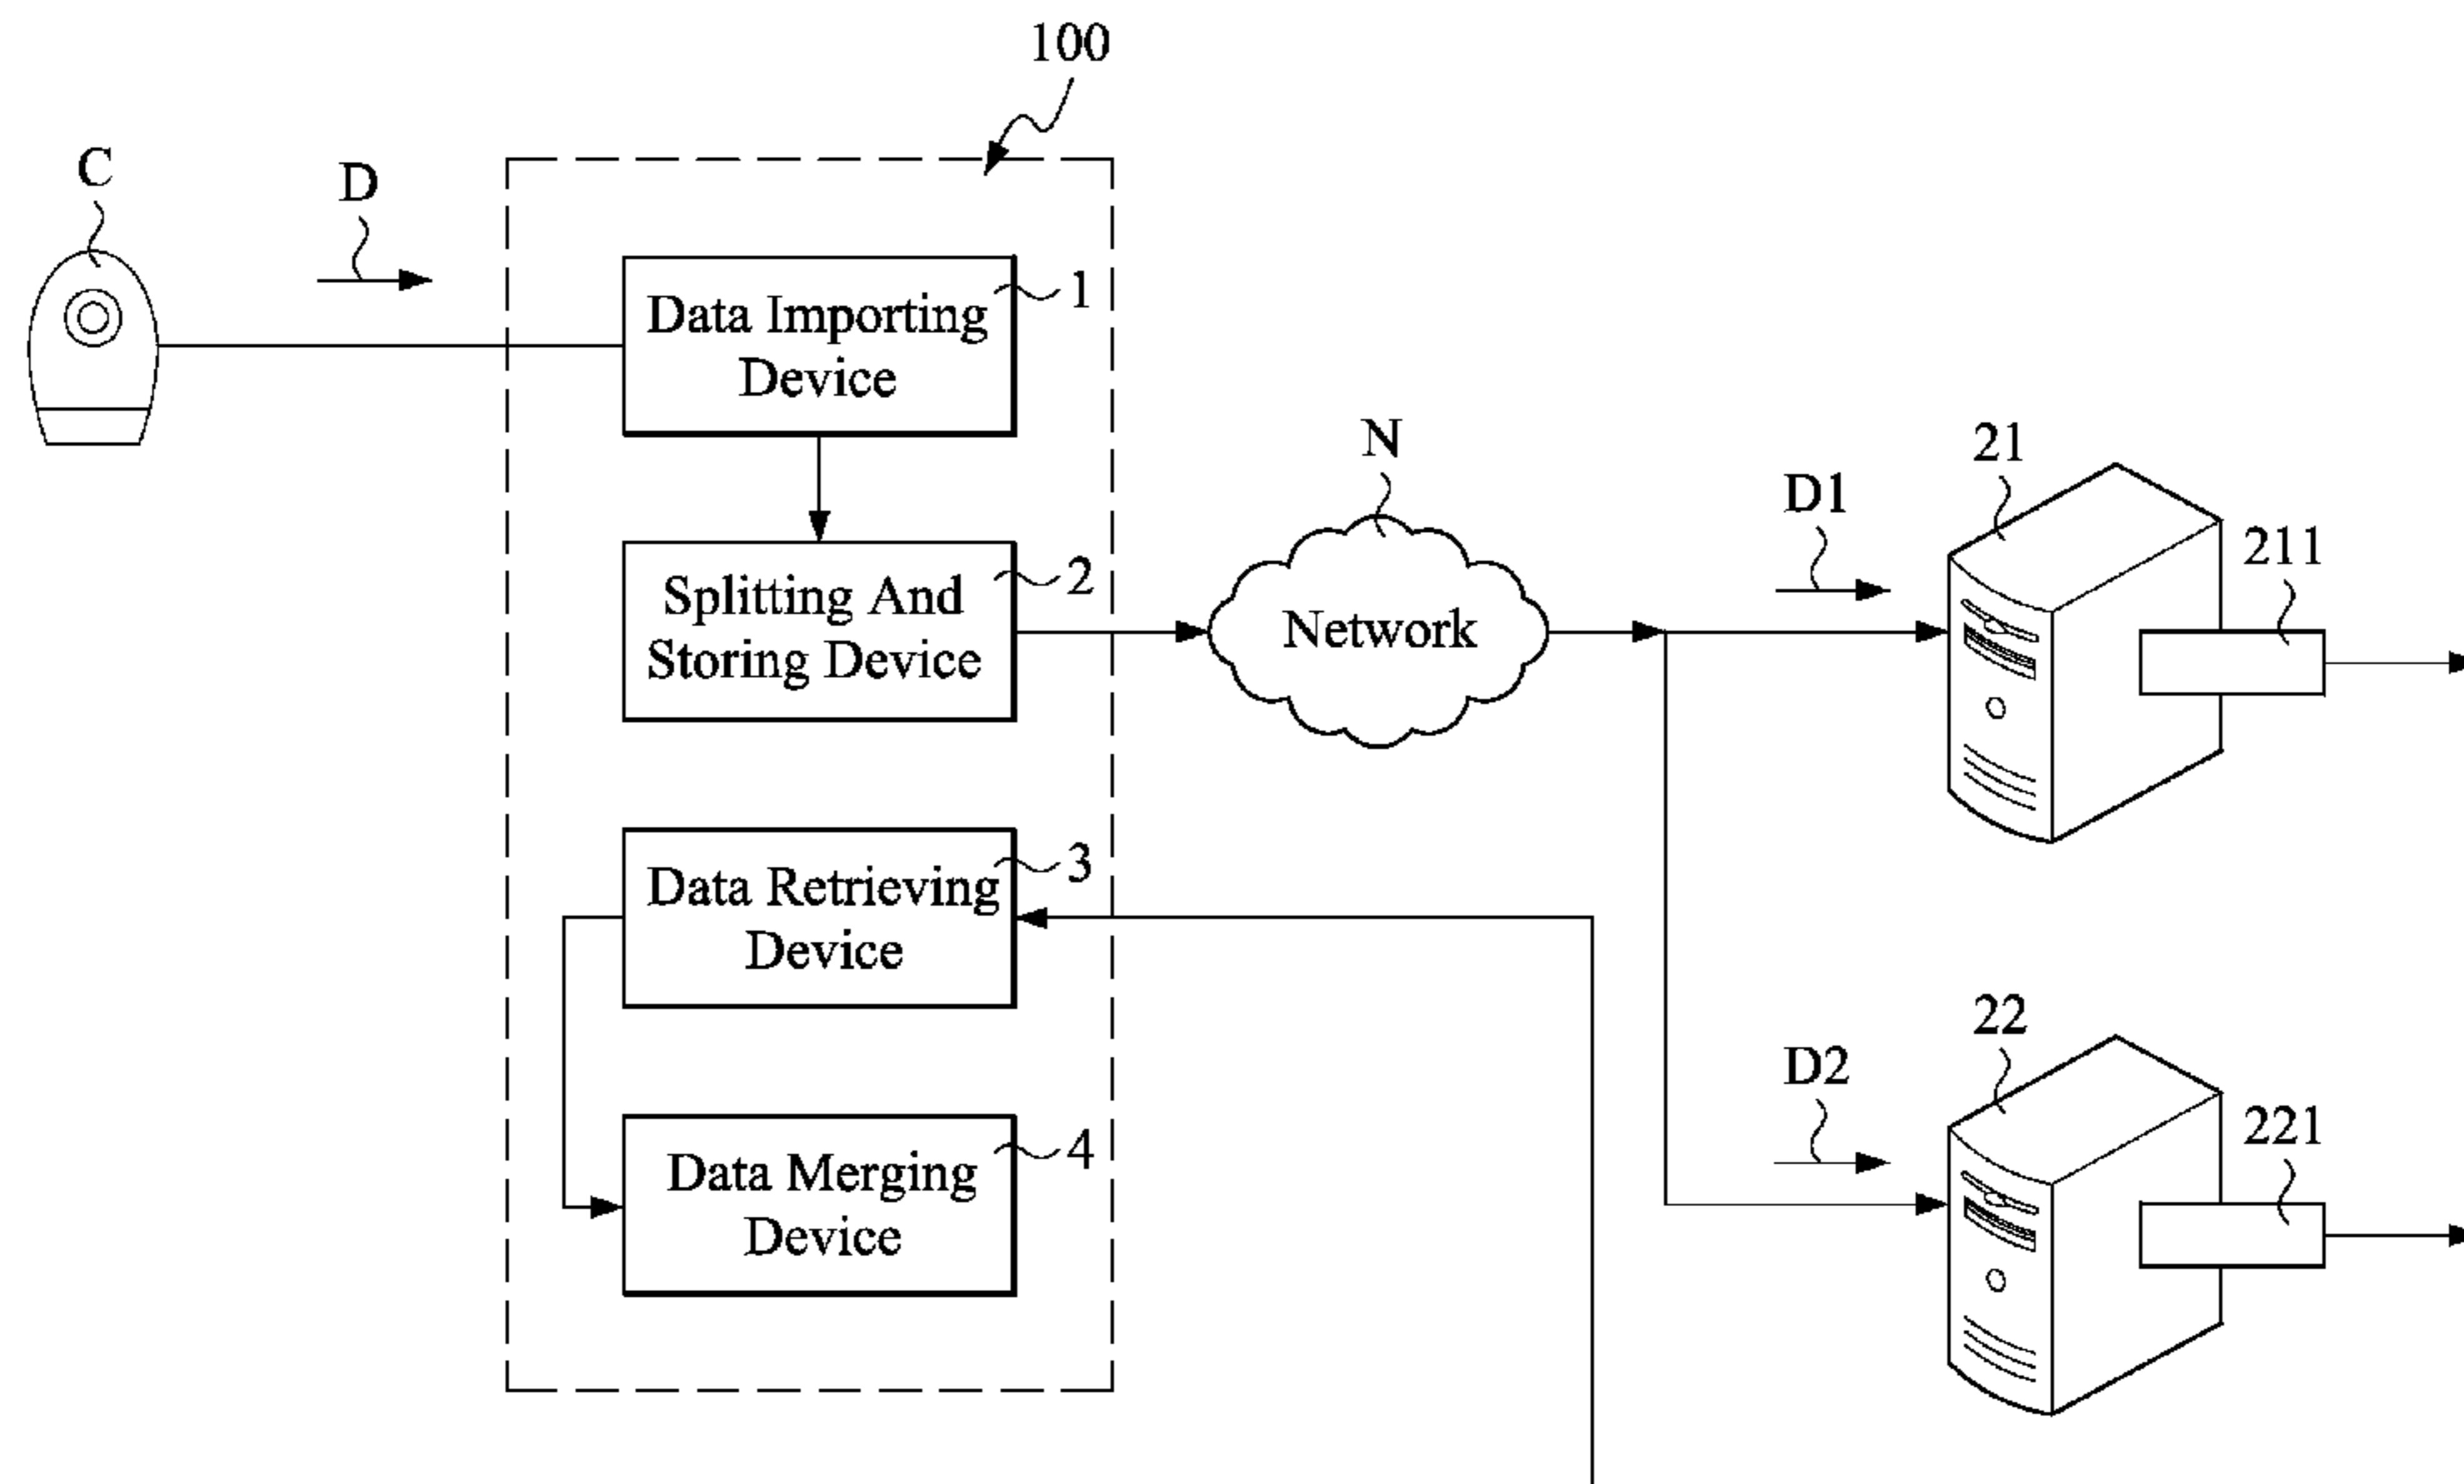 100
C
D
Data Importing
Device
1
Splitting And
Storing Device
2
N
Network
D1
21
211
Data Retrieving
Device
3
D2
22
221
Data Merging
Device
4